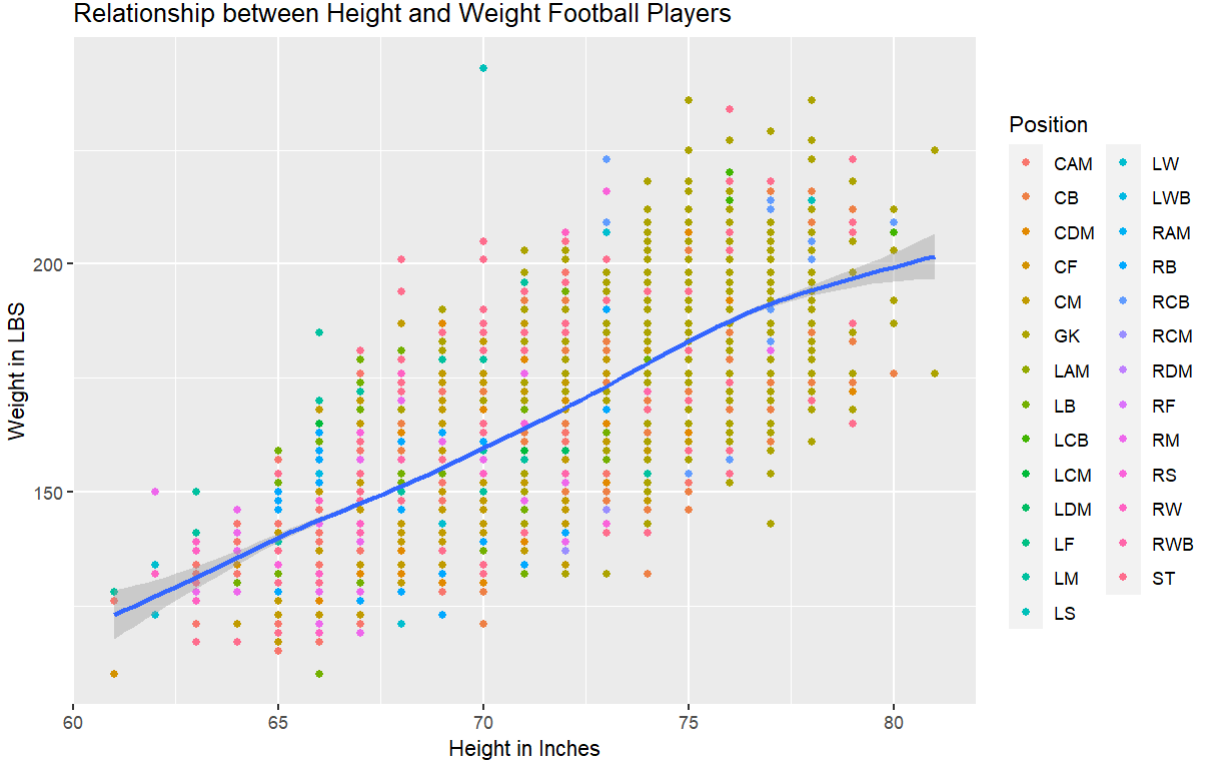 Relationship between Height and Weight Football Players
Weight in LBS
200
150
60 65 70 75 80
Height in Inches
Position
CAM
CB
CDM
CF
CM
GK
LAM
LB
LCB
LCM
LDM
LF
LM
LS
LW
LWB
RAM
RB
RCB
RCM
RDM
RF
RM
RS
RW
RWB
ST